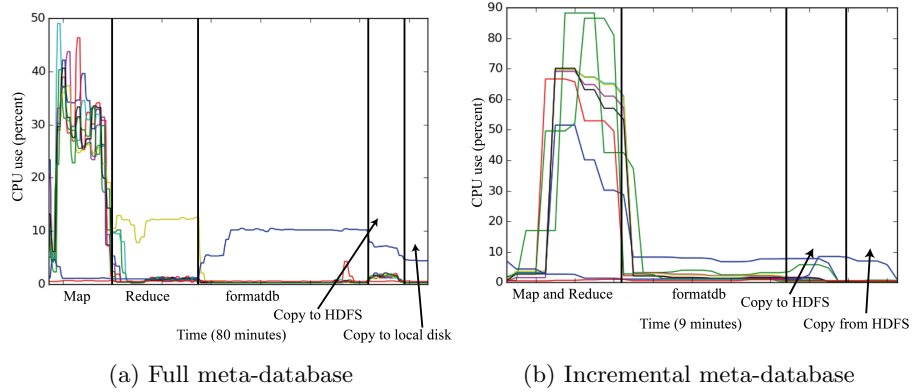 50
40
30
20
10
0
CPU use (percent)
Map
Reduce
formatdb
Copy to HDFS
Time (80 minutes)
Copy to local disk
(a) Full meta-database
90
80
70
60
50
40
30
20
10
0
CPU use (percent)
Map and Reduce
formatdb
Copy to HDFS
Time (9 minutes)
Copy from HDFS
(b) Incremental meta-database